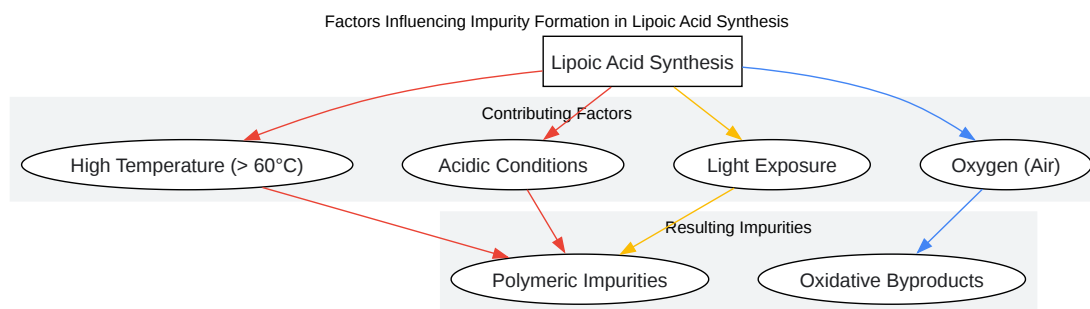 Factors Influencing Impurity Formation in Lipoic Acid Synthesis
Lipoic Acid Synthesis
Contributing Factors
High Temperature (> 60°C)
Acidic Conditions
Light Exposure
Oxygen (Air)
Resulting Impurities
Polymeric Impurities
Oxidative Byproducts